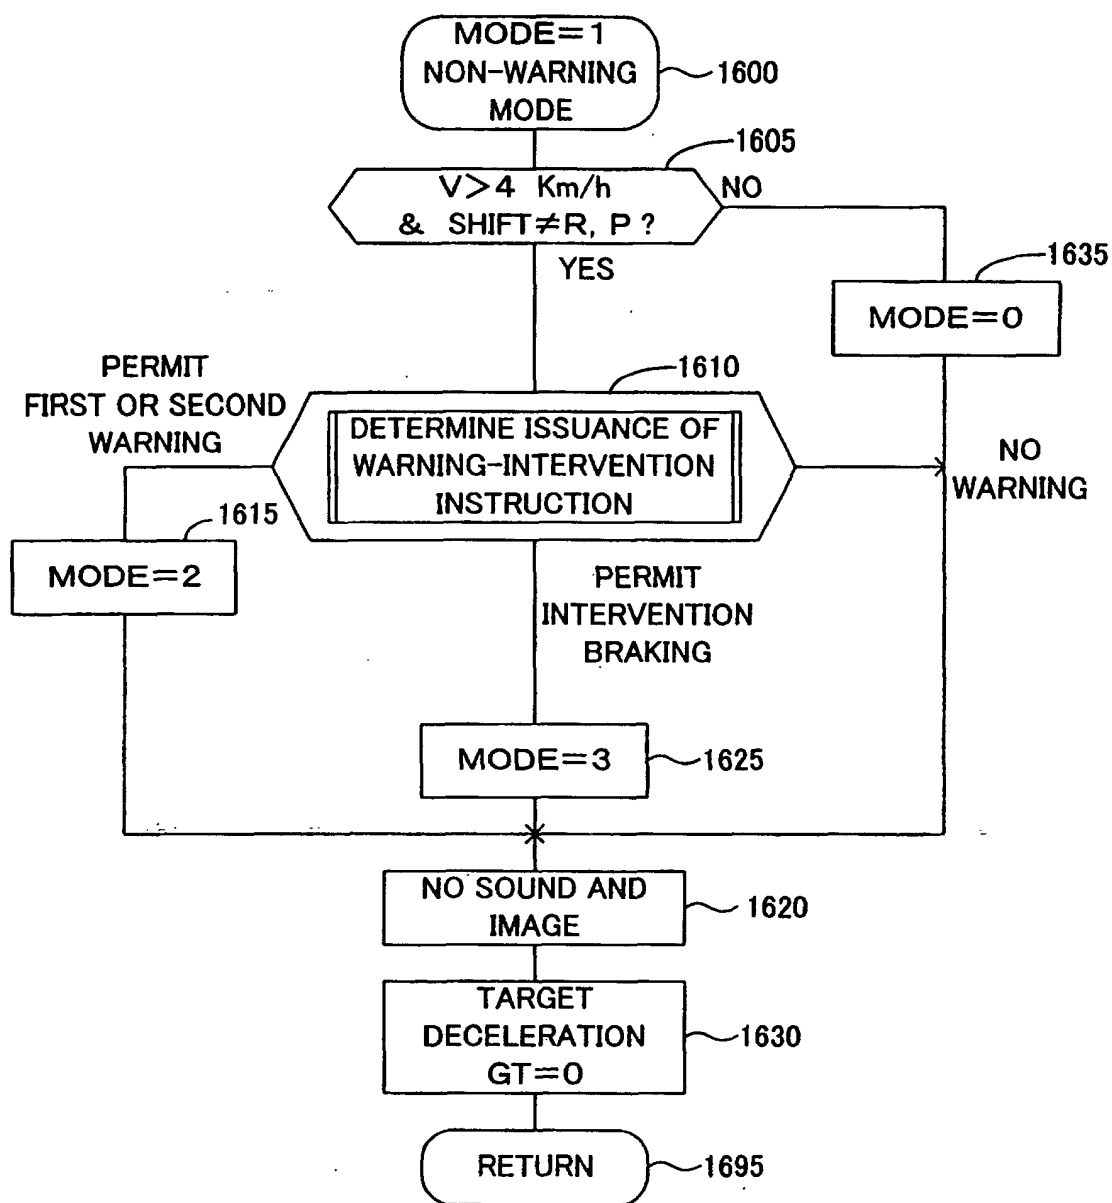 MODE=1
NON-WARNING
MODE
1600
1605
V>4 Km/h
& SHIFT≠R, P ?
NO
YES
1635
MODE=0
PERMIT
FIRST OR SECOND
WARNING
1610
DETERMINE ISSUANCE OF
WARNING-INTERVENTION
INSTRUCTION
NO
WARNING
1615
MODE=2
PERMIT
INTERVENTION
BRAKING
MODE=3
1625
NO SOUND AND
IMAGE
1620
TARGET
DECELERATION
GT=0
1630
RETURN
1695